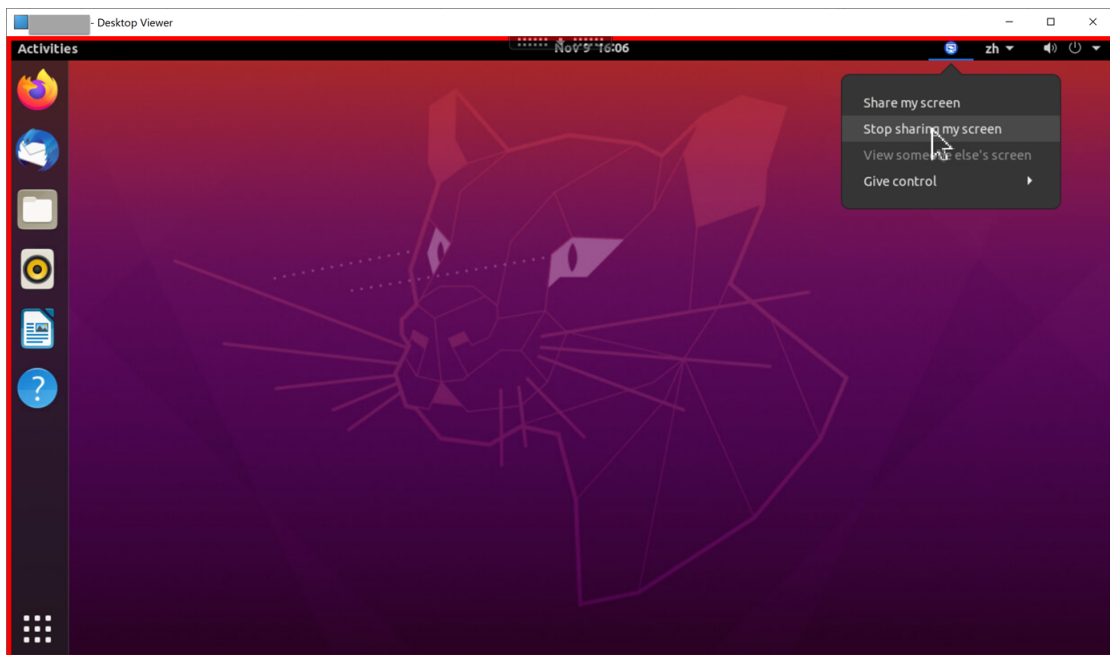 - Desktop Viewer
Activities
Nov 9 16:06
zh
Share my screen
Stop sharing my screen
View someone else's screen
Give control
?